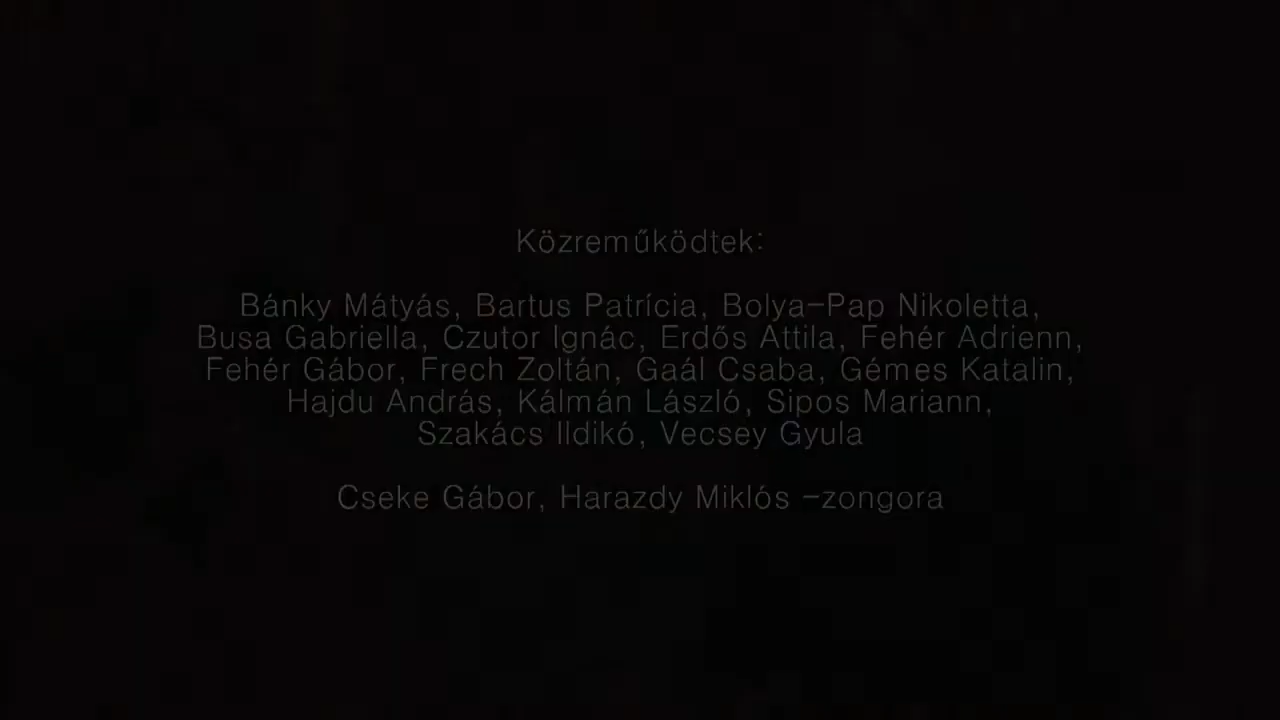 Közreműködtek:
Bánky Mátyás, Bartus Patrícia, Bolya-Pap Nikoletta,
Busa Gabriella, Czutor Ignác, Erdős Attila, Fehér Adrienn,
Fehér Gábor, Frech Zoltán, Gaál Csaba, Gémes Katalin,
Hajdu András, Kálmán László, Sipos Mariann,
Szakács Ildikó, Vecsey Gyula
Cseke Gábor, Harazdy Miklós -zongora